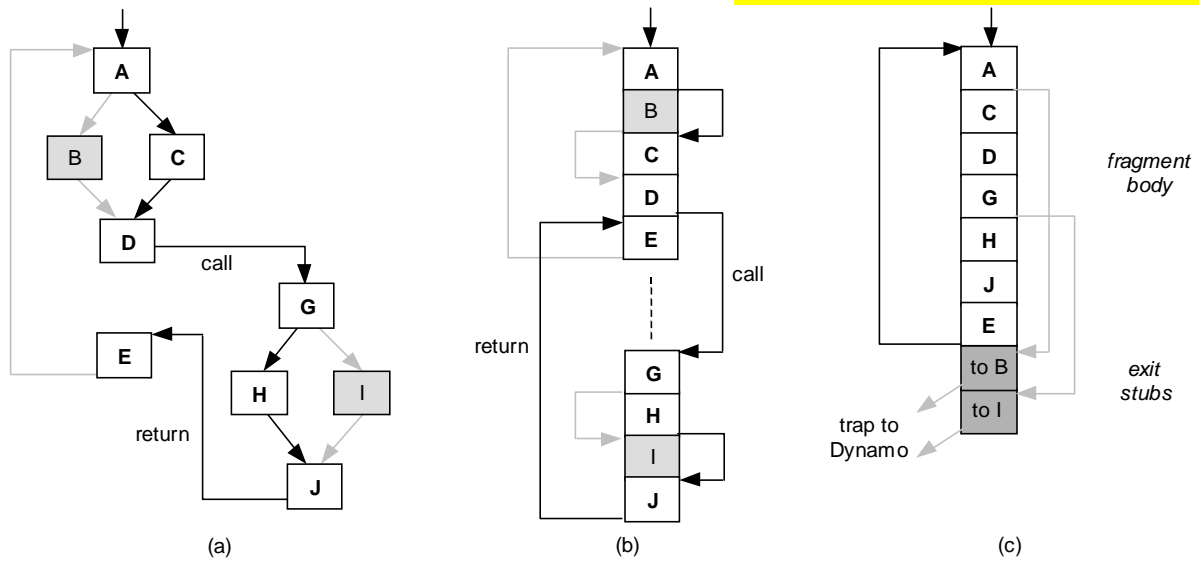 A
B
C
D
call
G
E
H
I
return
J
(a)
A
B
C
D
E
call
return
G
H
I
J
(b)
A
C
D
G
H
J
E
to B
to I
fragment
body
exit
stubs
trap to
Dynamo
(c)